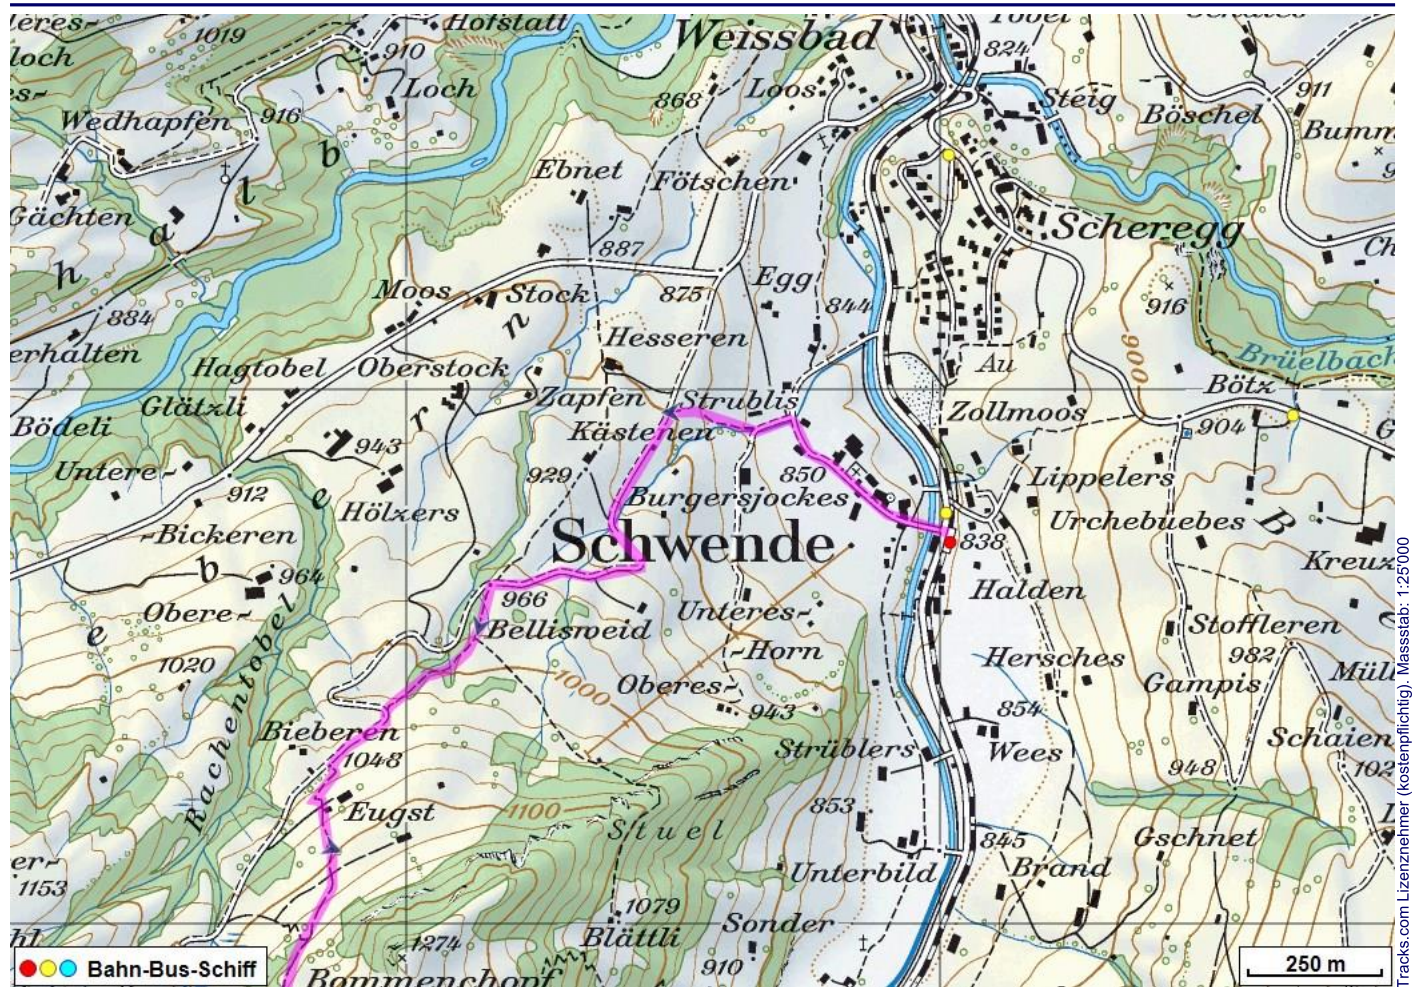 1019
Hofstatt
910
Loch
Weissbad
824
Loos
868
Steig
Böschel
911
Wedhapfen
916
b
l
a
h
Gächten
Ebnet
Fötschen
887
Scheregg
Moos
Stock
n
875
Egg
844
916
884
Hesseren
Au
900
Brüelbach
Hagtobel
Oberstock
Bötx
Glätxli
Zapfen
Strublis
Zollmoos
904
Bödeli
r
Kästenen
943
Untere-
929
850
Lippelers
912
e
Burgersjockes
Hölxers
Urchebuebes
B
-Bickeren
Schwende
838
b
964
Halden
Obere-
966
Unteres-
e
Bellisweid
-Horn
Stoffleren
982
1020
Hersches
1000
Oberes-
943
Gampis
Rachentobel
854
Bieberen
Strüblers
Wees
Schaien
1048
948
853
Eugst
1100
Stuel
845
Gschnet
1153
Unterbild
Brand
1079
Sonder
1274
Blättli
910
Bommenchopf
Bahn-Bus-Schiff
250 m
Tracks.com Lizenznehmer (kostenpflichtig). Massstab: 1:25'000